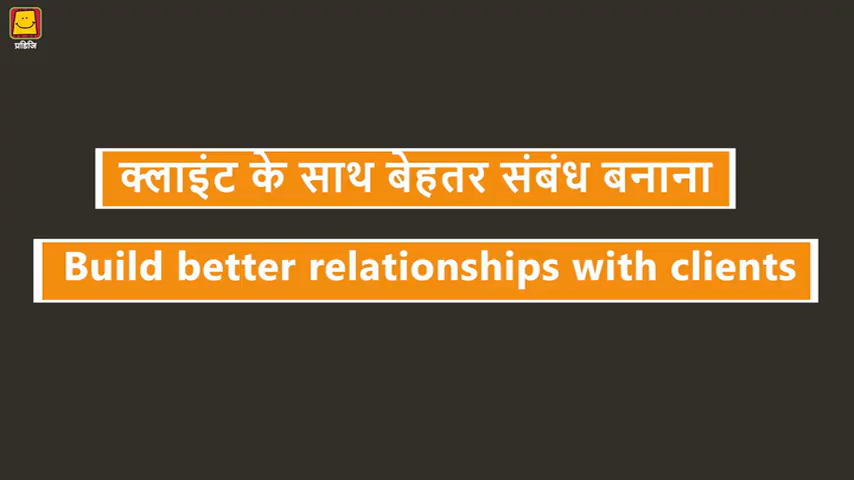 प्रडिजि
क्लाइंट के साथ बेहतर संबंध बनाना
Build better relationships with clients